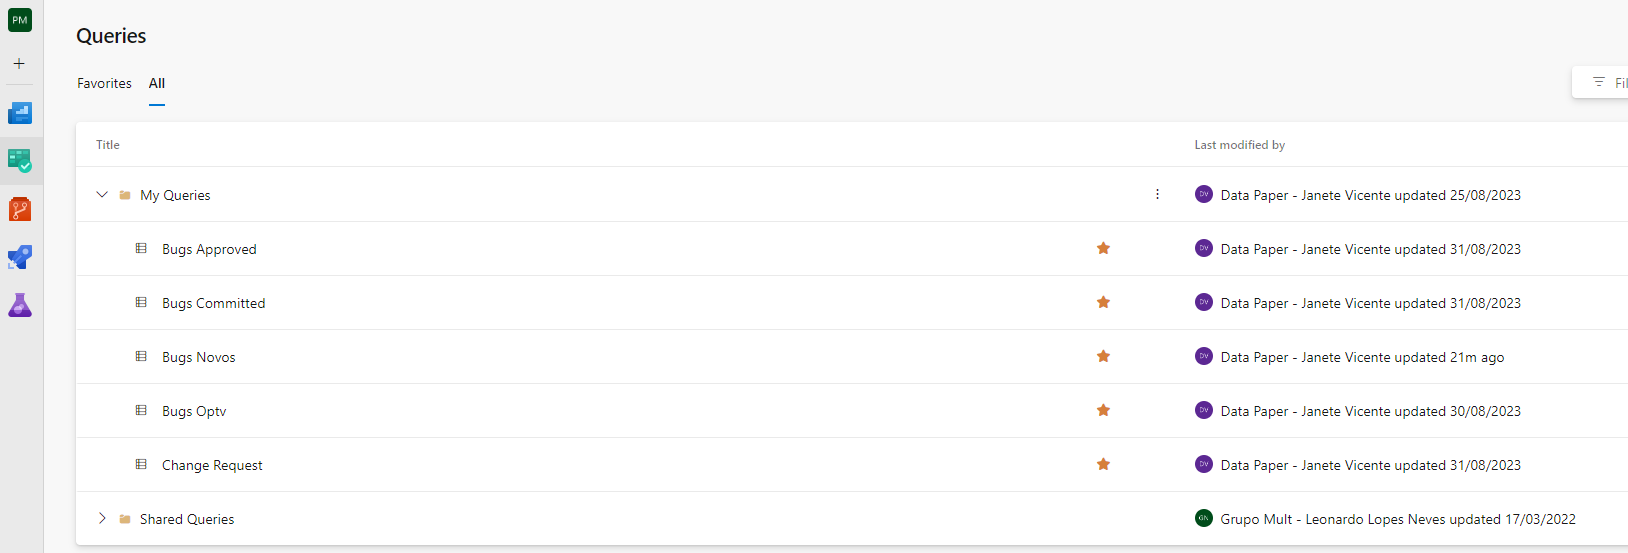 PM
Queries
Favorites All
Title Last modified by
My Queries DV Data Paper - Janete Vicente updated 25/08/2023
Bugs Approved DV Data Paper - Janete Vicente updated 31/08/2023
Bugs Committed DV Data Paper - Janete Vicente updated 31/08/2023
Bugs Novos DV Data Paper - Janete Vicente updated 21m ago
Bugs Optv DV Data Paper - Janete Vicente updated 30/08/2023
Change Request DV Data Paper - Janete Vicente updated 31/08/2023
Shared Queries GN Grupo Mult - Leonardo Lopes Neves updated 17/03/2022